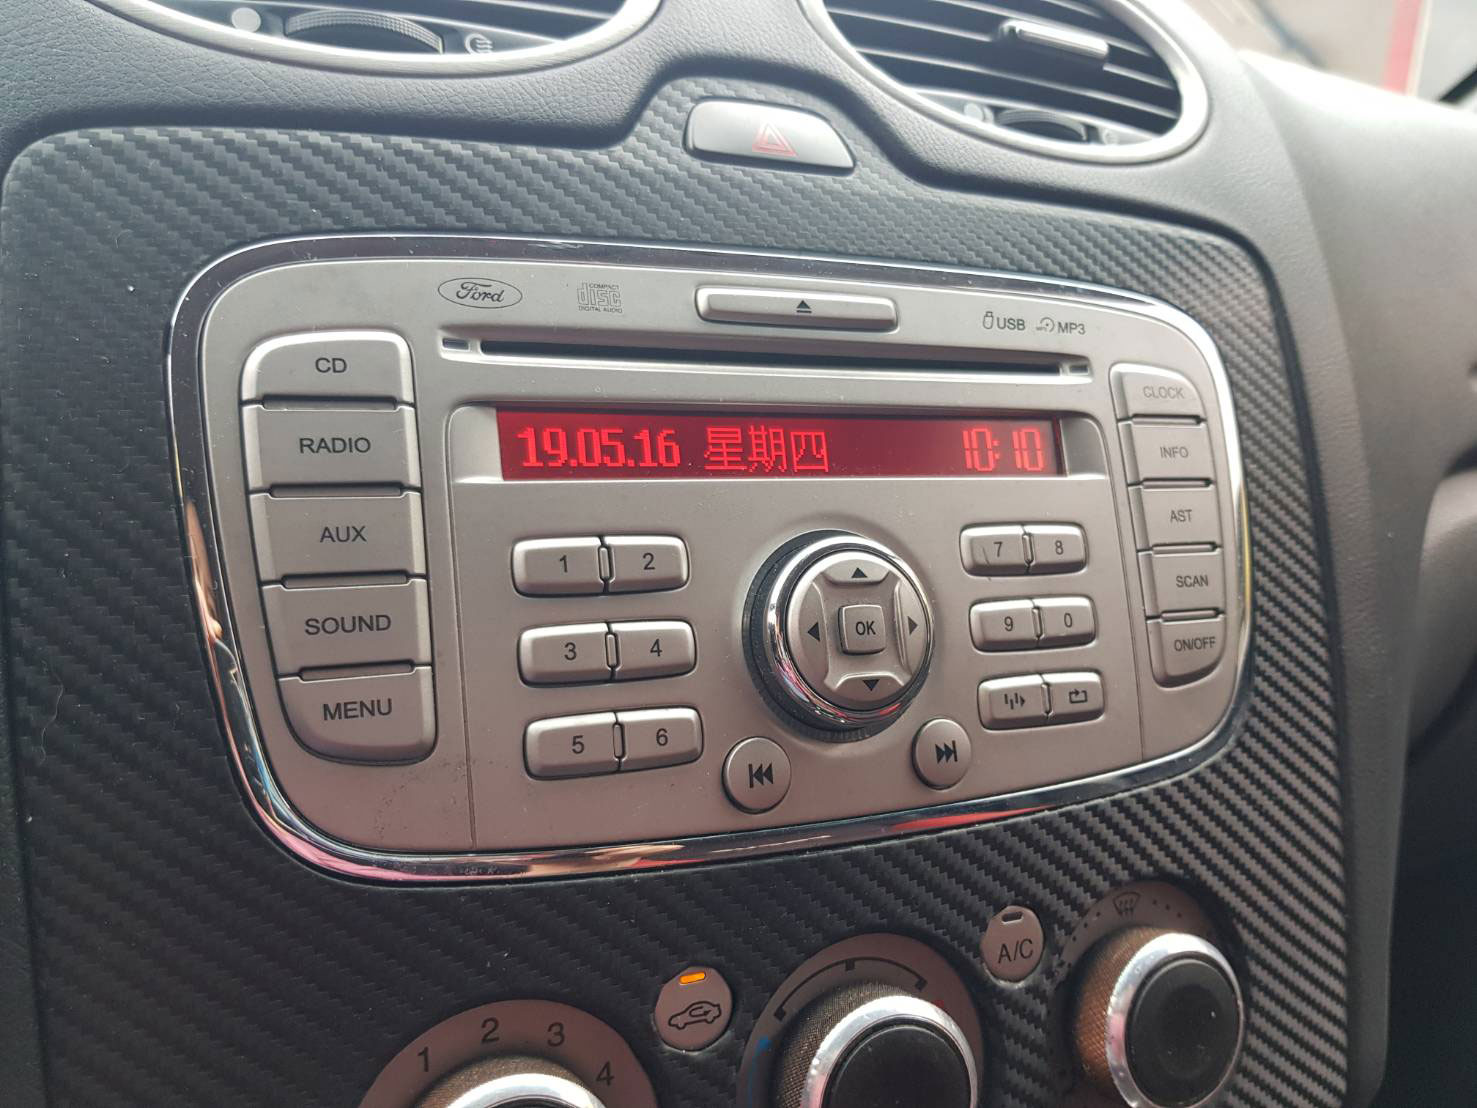 Ford
COMPACT
disc
DIGITAL AUDIO
USB
MP3
CD
RADIO
AUX
SOUND
MENU
19.05.16 星期四 10:10
CLOCK
INFO
AST
SCAN
ON/OFF
1 2
3 4
5 6
OK
7 8
9 0
A/C
1 2 3 4